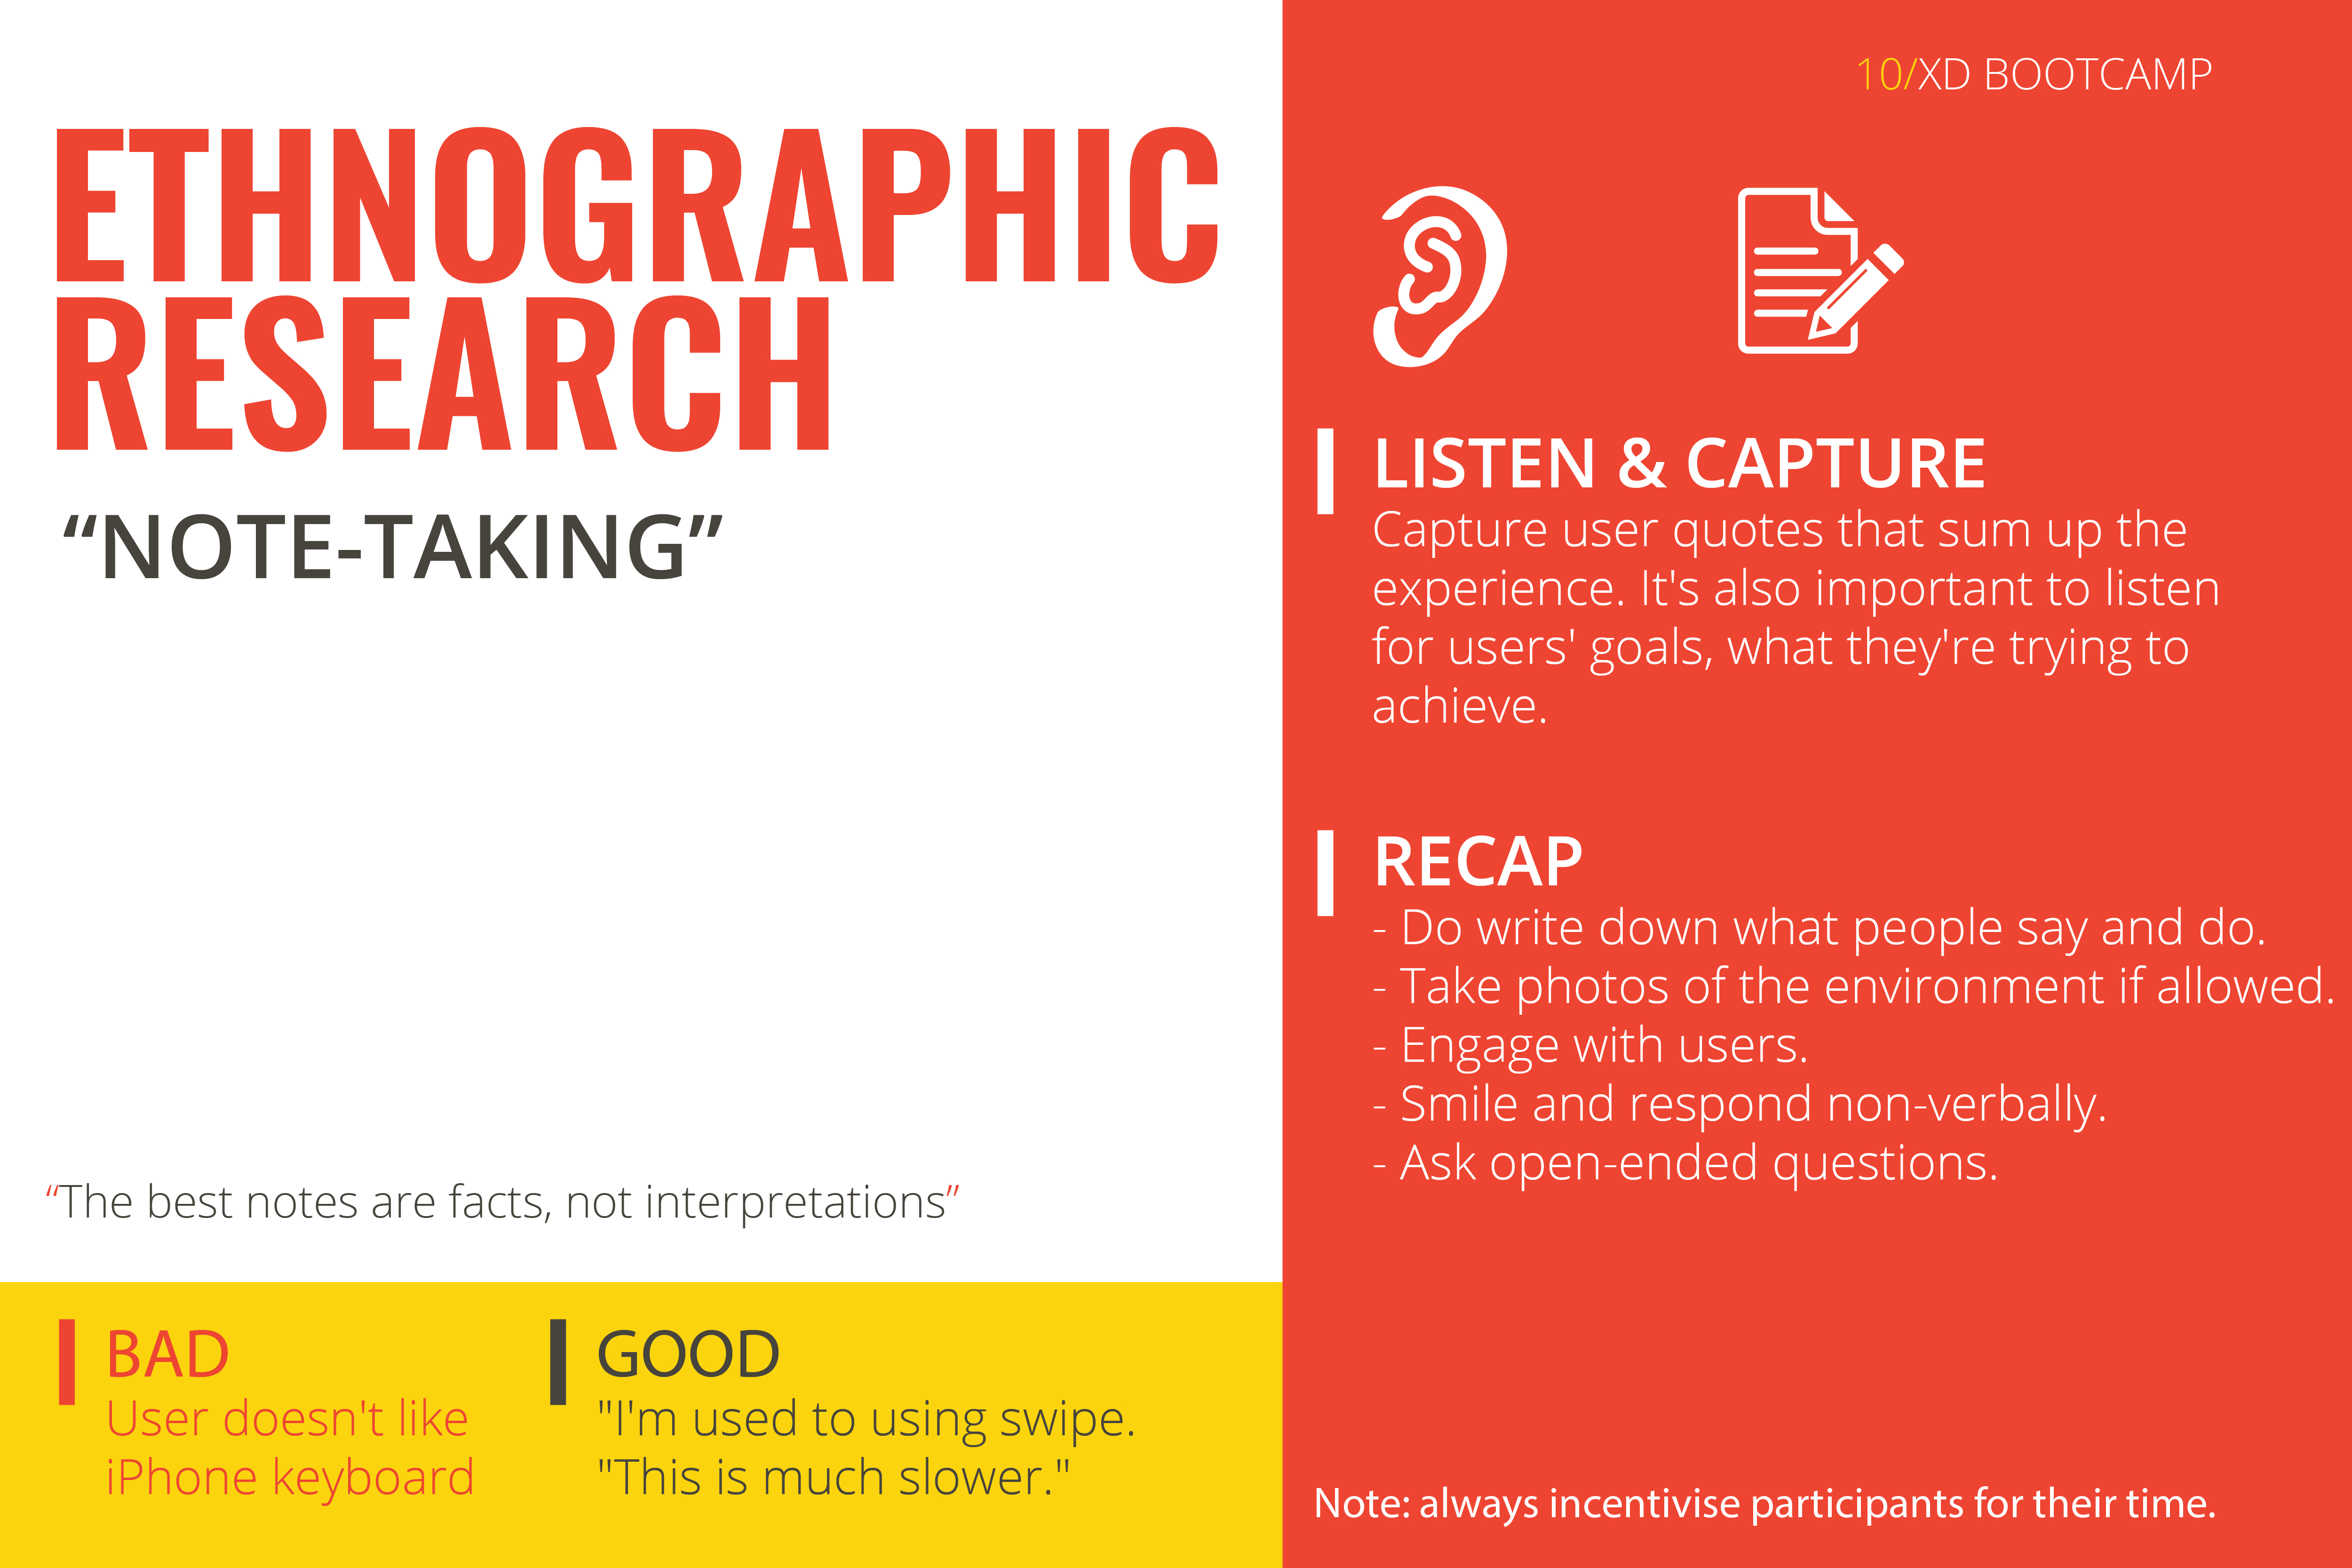 ETHNOGRAPHIC
RESEARCH
“NOTE-TAKING”
“The best notes are facts, not interpretations”
BAD
User doesn't like
iPhone keyboard
GOOD
"I'm used to using swipe.
"This is much slower."
10/XD BOOTCAMP
LISTEN & CAPTURE
Capture user quotes that sum up the
experience. It's also important to listen
for users' goals, what they're trying to
achieve.
RECAP
- Do write down what people say and do.
- Take photos of the environment if allowed.
- Engage with users.
- Smile and respond non-verbally.
- Ask open-ended questions.
Note: always incentivise participants for their time.